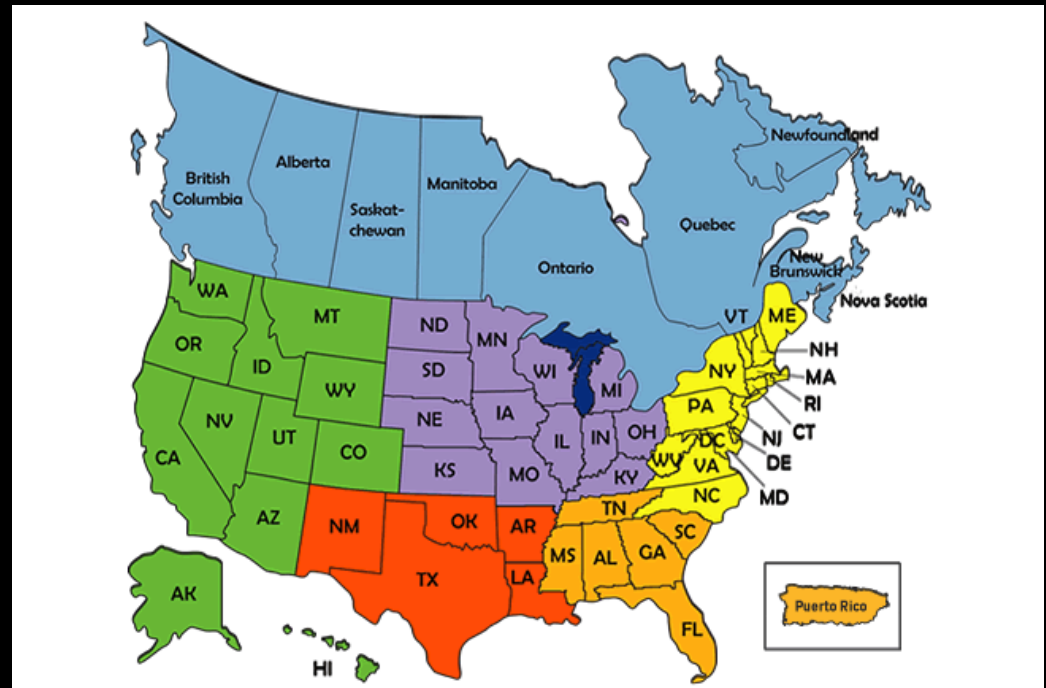 Newfoundland
Alberta
British
Columbia
Manitoba
Saskat-
chewan
Quebec
Ontario
New
Brunswick
Nova Scotia
WA
MT
ND
MN
VT
ME
OR
ID
SD
WI
MI
NY
NH
MA
RI
CT
NJ
DE
MD
WY
NV
UT
CO
NE
IA
IL
IN
OH
PA
DC
WV
VA
CA
KS
MO
KY
NC
AZ
NM
OK
AR
TN
SC
TX
LA
MS
AL
GA
FL
AK
HI
Puerto Rico